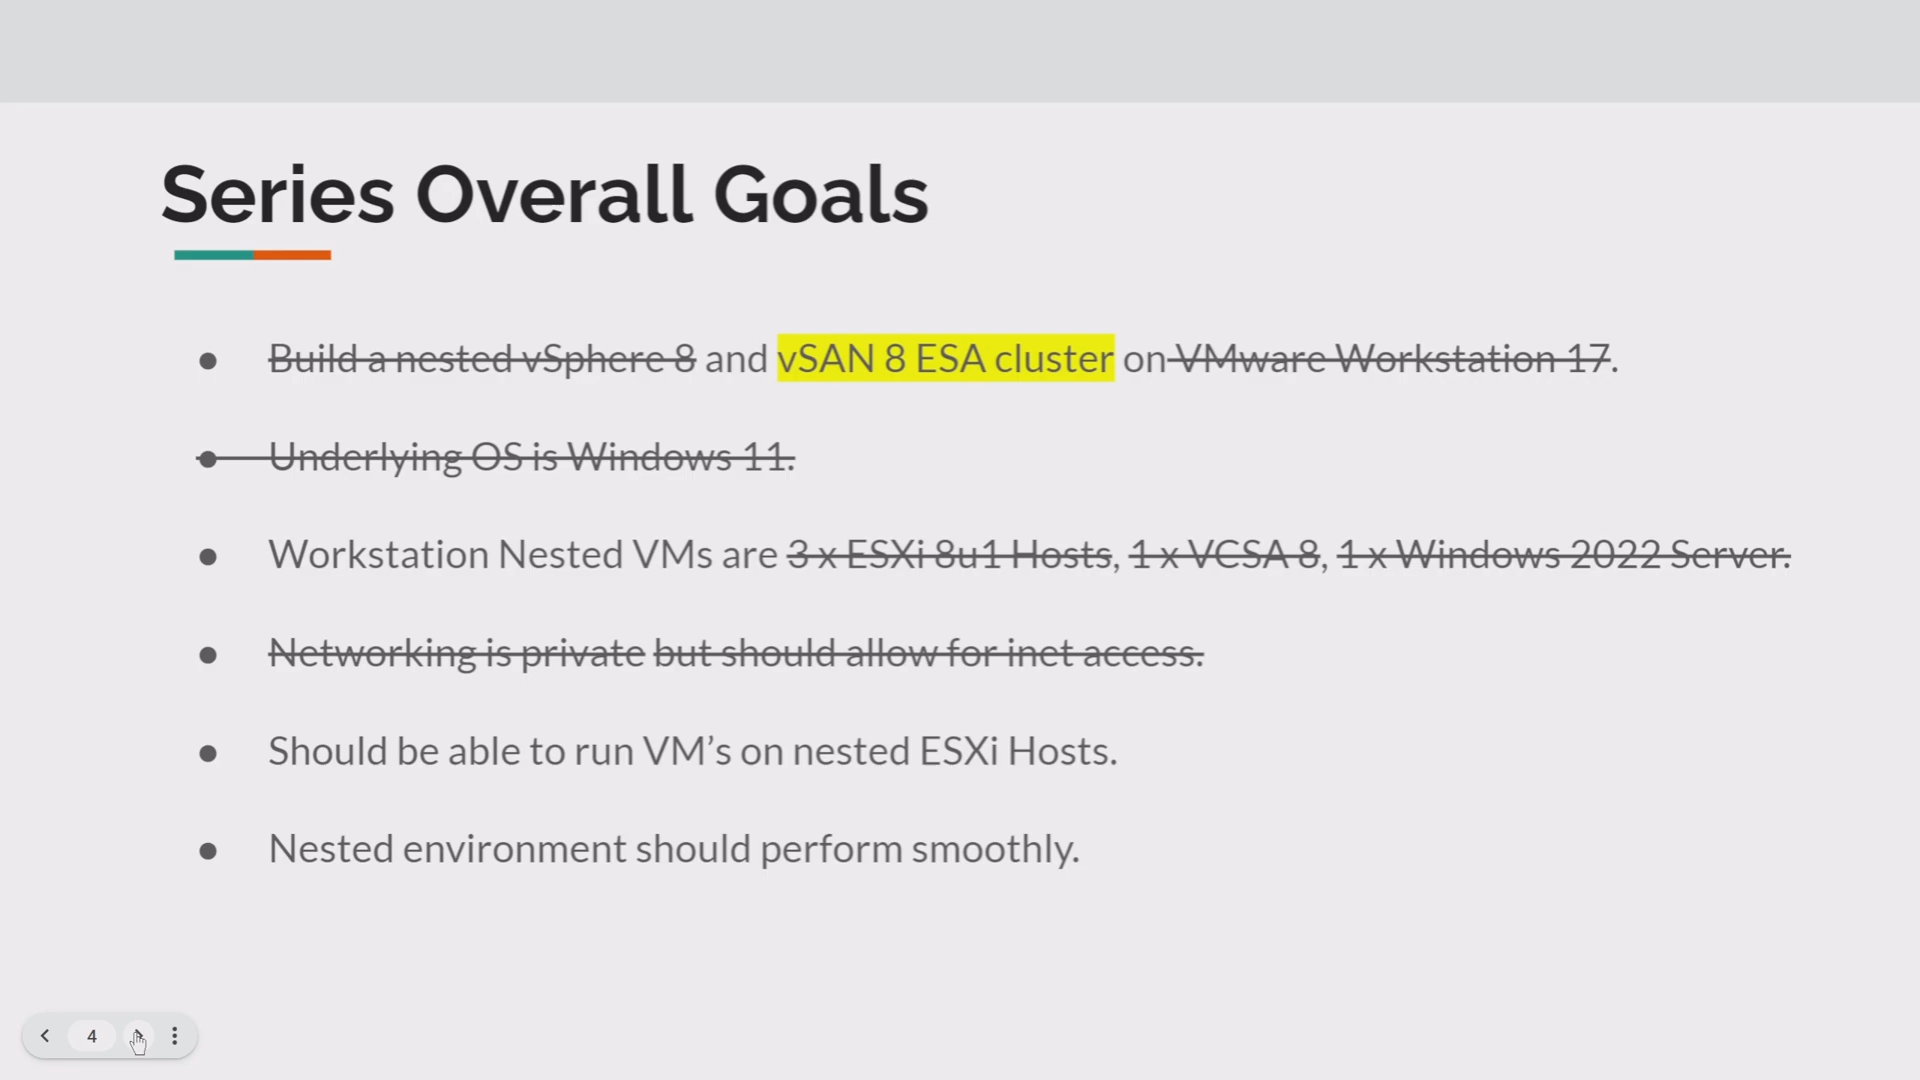 Series Overall Goals
● Build a nested vSphere 8 and vSAN 8 ESA cluster on VMware Workstation 17.
● Underlying OS is Windows 11.
● Workstation Nested VMs are 3 x ESXi 8u1 Hosts, 1 x VCSA 8, 1 x Windows 2022 Server.
● Networking is private but should allow for inet access.
● Should be able to run VM’s on nested ESXi Hosts.
● Nested environment should perform smoothly.
4